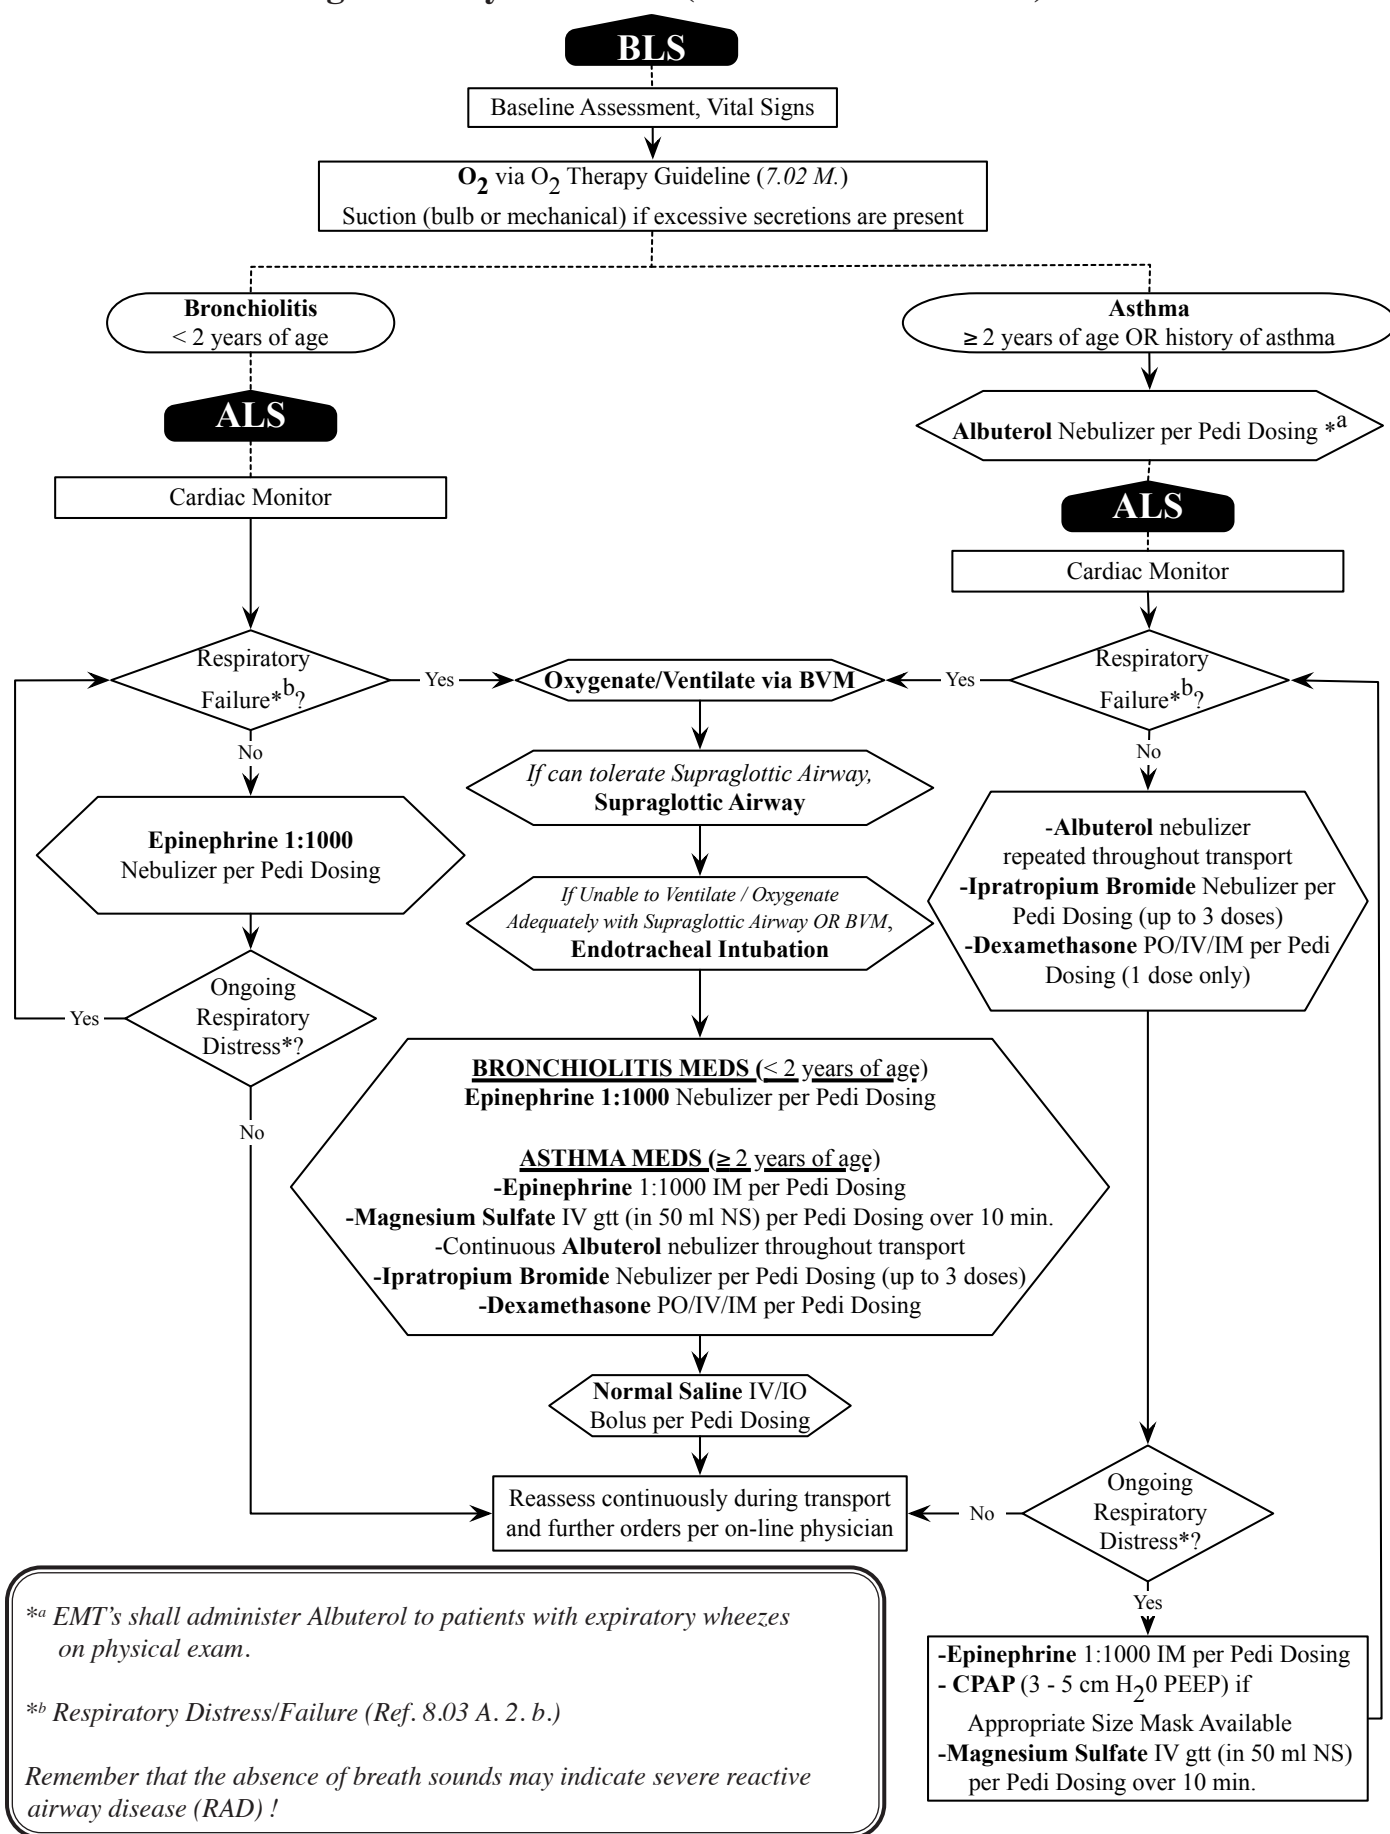 BLS
Baseline Assessment, Vital Signs
O2 via O2 Therapy Guideline (7.02 M.)
Suction (bulb or mechanical) if excessive secretions are present
Bronchiolitis
< 2 years of age
Asthma
≥ 2 years of age OR history of asthma
ALS
Albuterol Nebulizer per Pedi Dosing *a
Cardiac Monitor
ALS
Cardiac Monitor
Respiratory
Failure*b?
Yes
Oxygenate/Ventilate via BVM
Yes
Respiratory
Failure*b?
No
No
If can tolerate Supraglottic Airway,
Supraglottic Airway
Epinephrine 1:1000
Nebulizer per Pedi Dosing
-Albuterol nebulizer
repeated throughout transport
-Ipratropium Bromide Nebulizer per
Pedi Dosing (up to 3 doses)
-Dexamethasone PO/IV/IM per Pedi
Dosing (1 dose only)
If Unable to Ventilate / Oxygenate
Adequately with Supraglottic Airway OR BVM,
Endotracheal Intubation
Ongoing
Respiratory
Distress*?
Yes
No
BRONCHIOLITIS MEDS (< 2 years of age)
Epinephrine 1:1000 Nebulizer per Pedi Dosing
ASTHMA MEDS (≥ 2 years of age)
-Epinephrine 1:1000 IM per Pedi Dosing
-Magnesium Sulfate IV gtt (in 50 ml NS) per Pedi Dosing over 10 min.
-Continuous Albuterol nebulizer throughout transport
-Ipratropium Bromide Nebulizer per Pedi Dosing (up to 3 doses)
-Dexamethasone PO/IV/IM per Pedi Dosing
Normal Saline IV/IO
Bolus per Pedi Dosing
Reassess continuously during transport
and further orders per on-line physician
No
Ongoing
Respiratory
Distress*?
Yes
-Epinephrine 1:1000 IM per Pedi Dosing
- CPAP (3 - 5 cm H20 PEEP) if
Appropriate Size Mask Available
-Magnesium Sulfate IV gtt (in 50 ml NS)
per Pedi Dosing over 10 min.
*a EMT's shall administer Albuterol to patients with expiratory wheezes
on physical exam.
*b Respiratory Distress/Failure (Ref. 8.03 A. 2. b.)
Remember that the absence of breath sounds may indicate severe reactive
airway disease (RAD) !